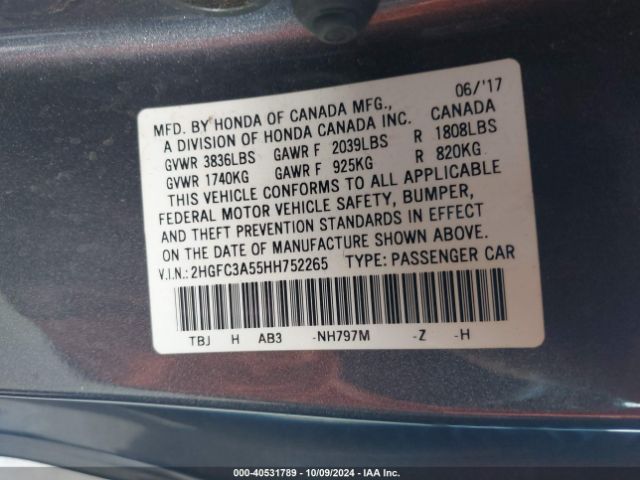 06/'17
MFD. BY HONDA OF CANADA MFG., CANADA
A DIVISION OF HONDA CANADA INC.
GVWR 3836LBS GAWR F 2039LBS R 1808LBS
GVWR 1740KG GAWR F 925KG R 820KG
THIS VEHICLE CONFORMS TO ALL APPLICABLE
FEDERAL MOTOR VEHICLE SAFETY, BUMPER,
AND THEFT PREVENTION STANDARDS IN EFFECT
ON THE DATE OF MANUFACTURE SHOWN ABOVE.
V.I.N.: 2HGFC3A55HH752265 TYPE: PASSENGER CAR
TBJ H AB3 -NH797M -Z -H
000-40531789 - 10/09/2024 - IAA Inc.